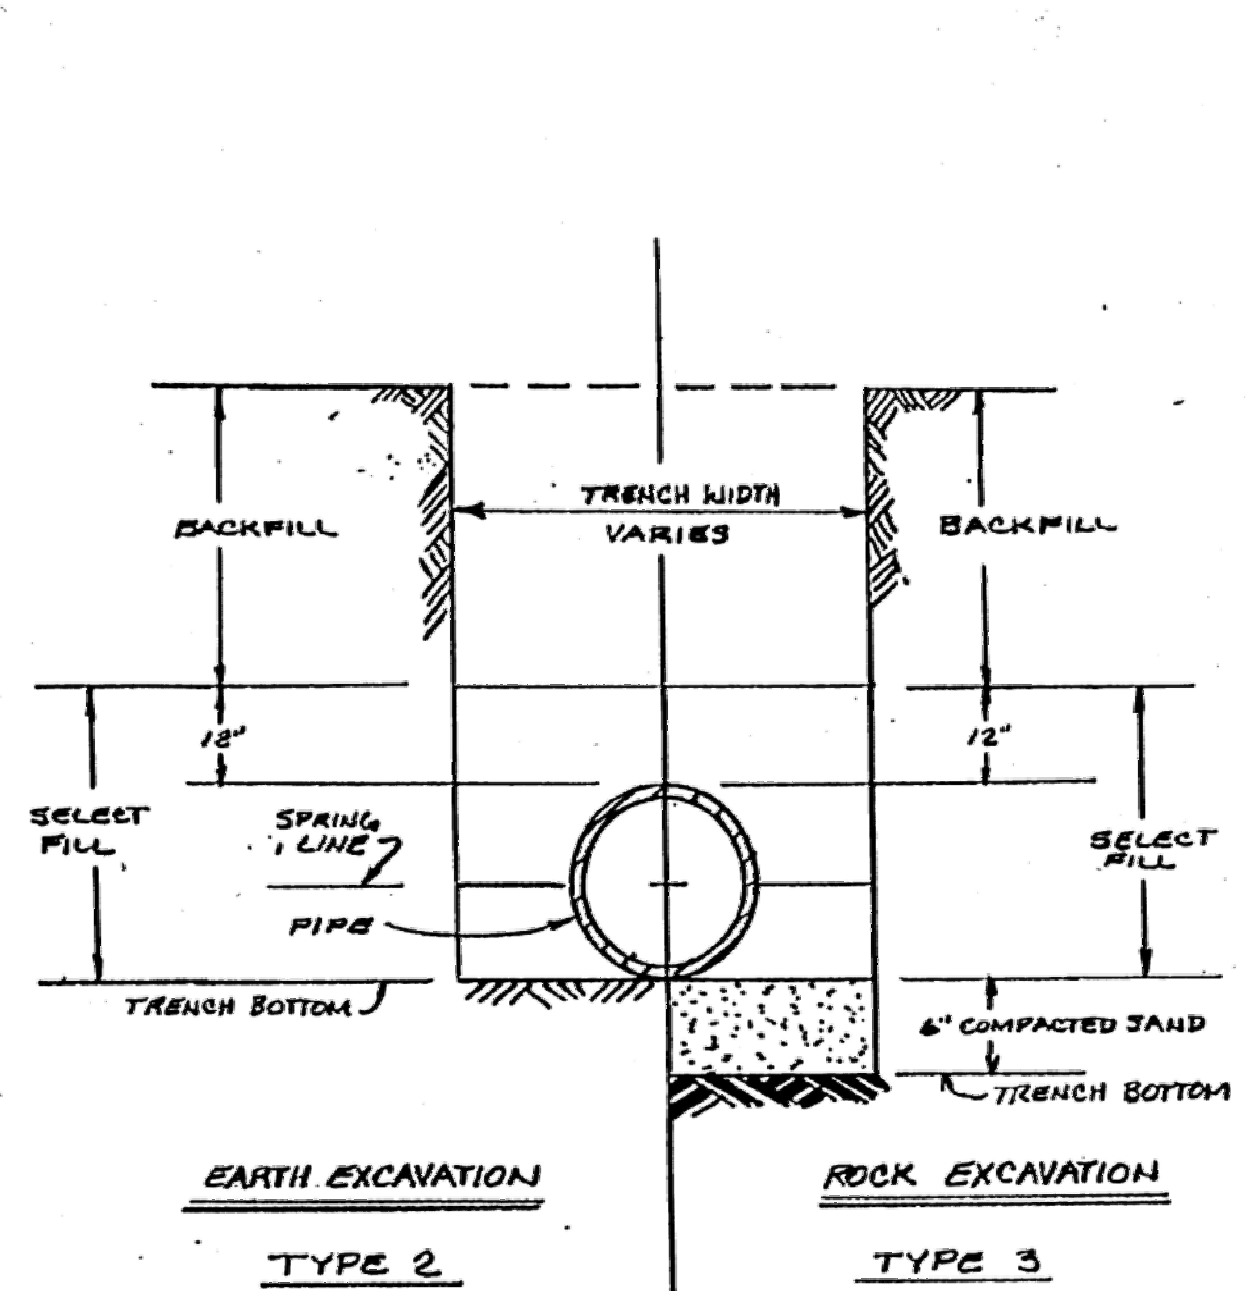 TRENCH WIDTH
VARIES
BACKFILL
BACKFILL
18"
12"
SELECT
FILL
SPRING
LINE
SELECT
FILL
PIPE
TRENCH BOTTOM
6" COMPACTED SAND
TRENCH BOTTOM
EARTH EXCAVATION
ROCK EXCAVATION
TYPE 2
TYPE 3